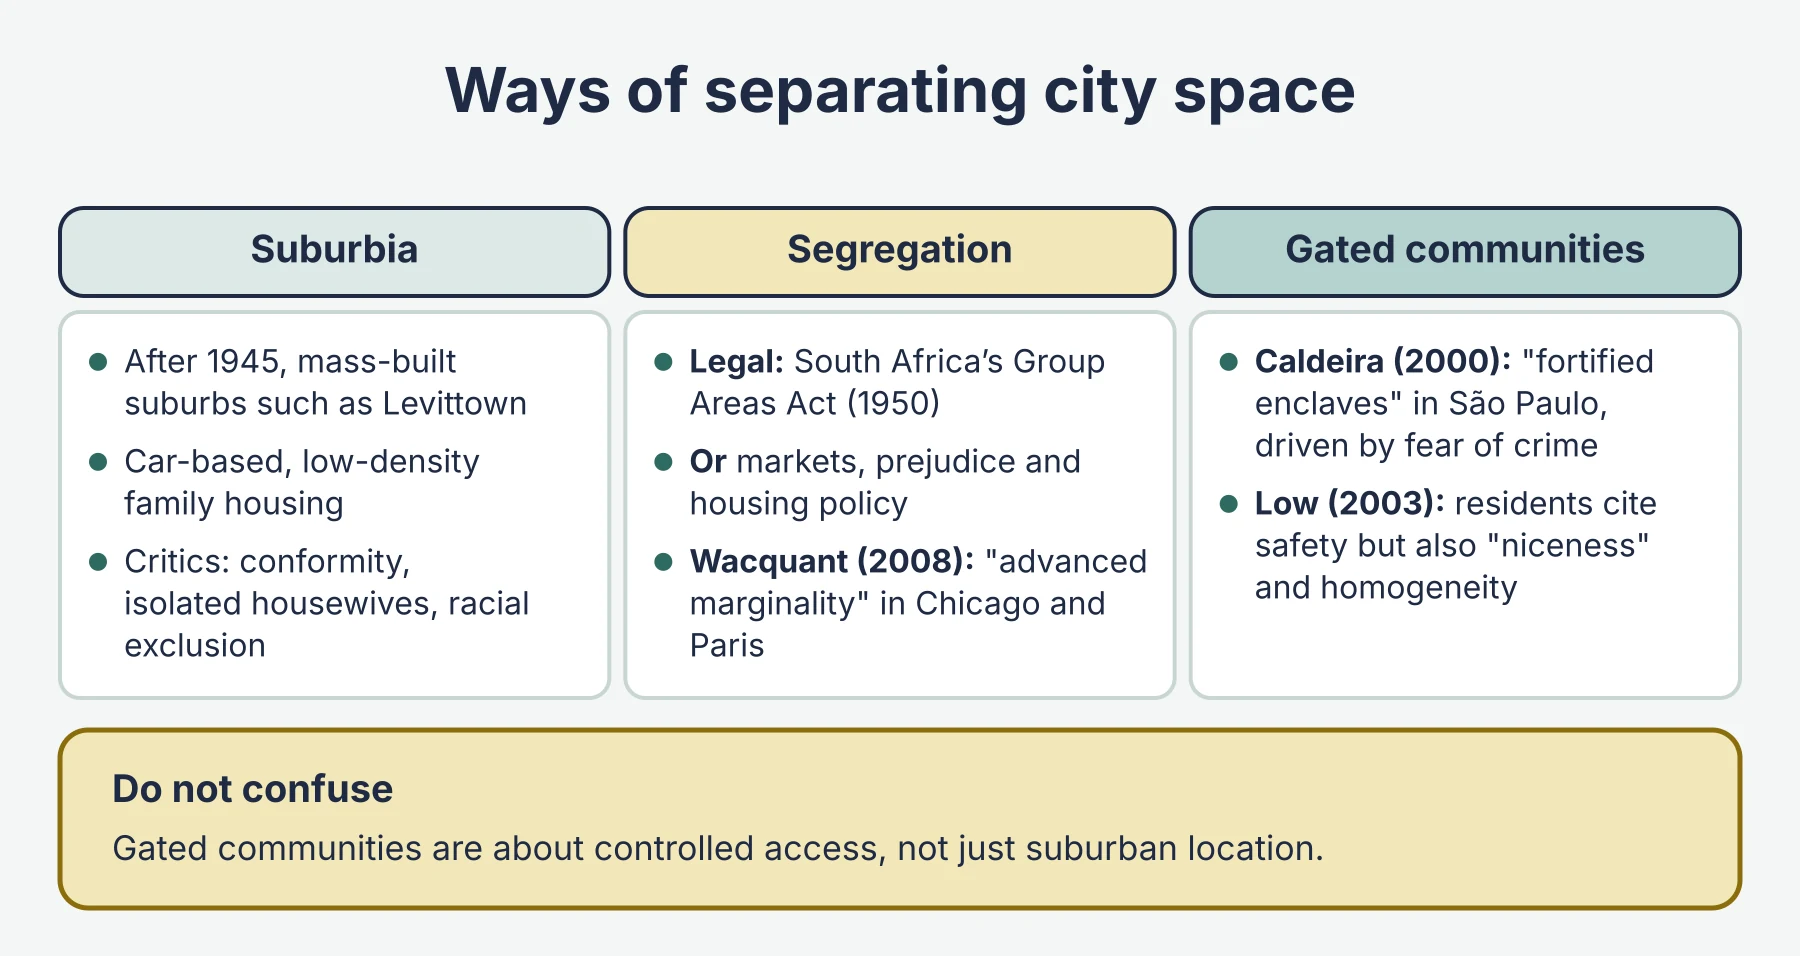 Ways of separating city space
Suburbia
After 1945, mass-built
suburbs such as Levittown
Car-based, low-density
family housing
Critics: conformity,
isolated housewives, racial
exclusion
Segregation
Legal: South Africa’s Group
Areas Act (1950)
Or markets, prejudice and
housing policy
Wacquant (2008): "advanced
marginality" in Chicago and
Paris
Gated communities
Caldeira (2000): "fortified
enclaves" in São Paulo,
driven by fear of crime
Low (2003): residents cite
safety but also "niceness"
and homogeneity
Do not confuse
Gated communities are about controlled access, not just suburban location.